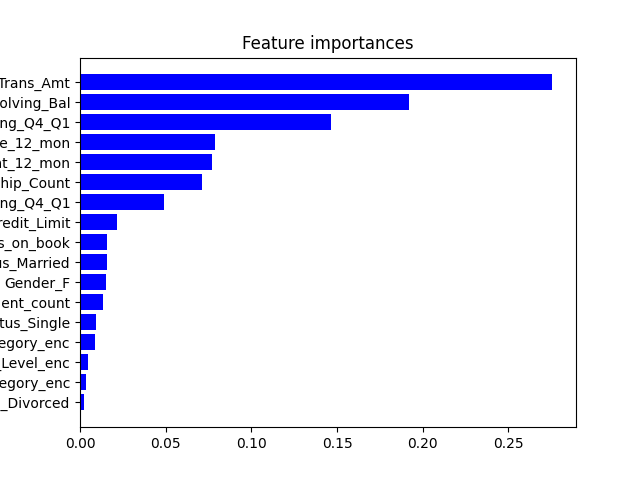 Feature importances
Trans_Amt
olving_Bal
ng_Q4_Q1
e_12_mon
t_12_mon
hip_Count
ng_Q4_Q1
redit_Limit
s_on_book
us_Married
Gender_F
ent_count
tus_Single
egory_enc
_Level_enc
egory_enc
_Divorced
0.00 0.05 0.10 0.15 0.20 0.25